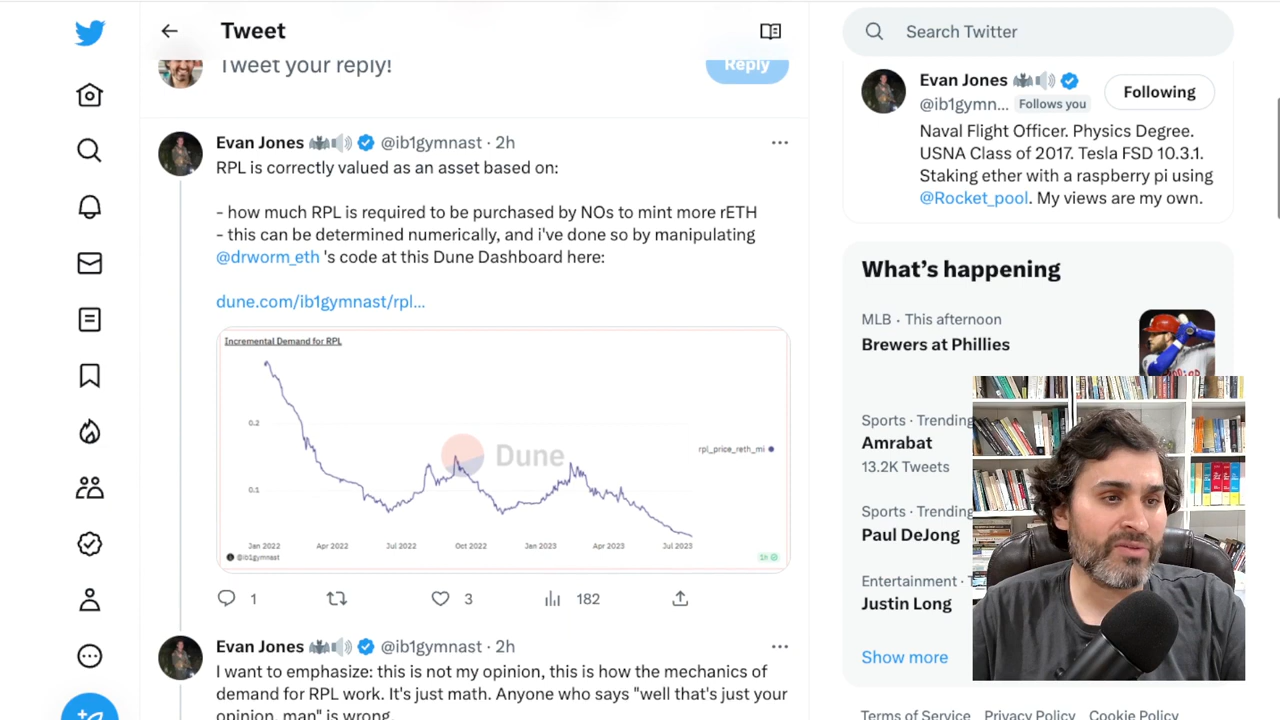 Tweet
Search Twitter
Tweet your reply!
Reply
Evan Jones @ib1gymnast · 2h
RPL is correctly valued as an asset based on:
- how much RPL is required to be purchased by NOs to mint more rETH
- this can be determined numerically, and i've done so by manipulating
@drworm_eth 's code at this Dune Dashboard here:
dune.com/ib1gymnast/rpl...
Incremental Demand for RPL
0.2
0.1
Dune
rpl_price_reth_mi
Jan 2022 Apr 2022 Jul 2022 Oct 2022 Jan 2023 Apr 2023 Jul 2023
@ib1gymnast
1h
1 3 182
Evan Jones @ib1gymnast · 2h
I want to emphasize: this is not my opinion, this is how the mechanics of
demand for RPL work. It's just math. Anyone who says "well that's just your
opinion, man" is wrong.
Evan Jones
@ib1gymn... Follows you
Following
Naval Flight Officer. Physics Degree.
USNA Class of 2017. Tesla FSD 10.3.1.
Staking ether with a raspberry pi using
@Rocket_pool. My views are my own.
What's happening
MLB · This afternoon
Brewers at Phillies
Sports · Trending
Amrabat
13.2K Tweets
Sports · Trending
Paul DeJong
Entertainment · T
Justin Long
Show more
Terms of Service Privacy Policy Cookie Policy